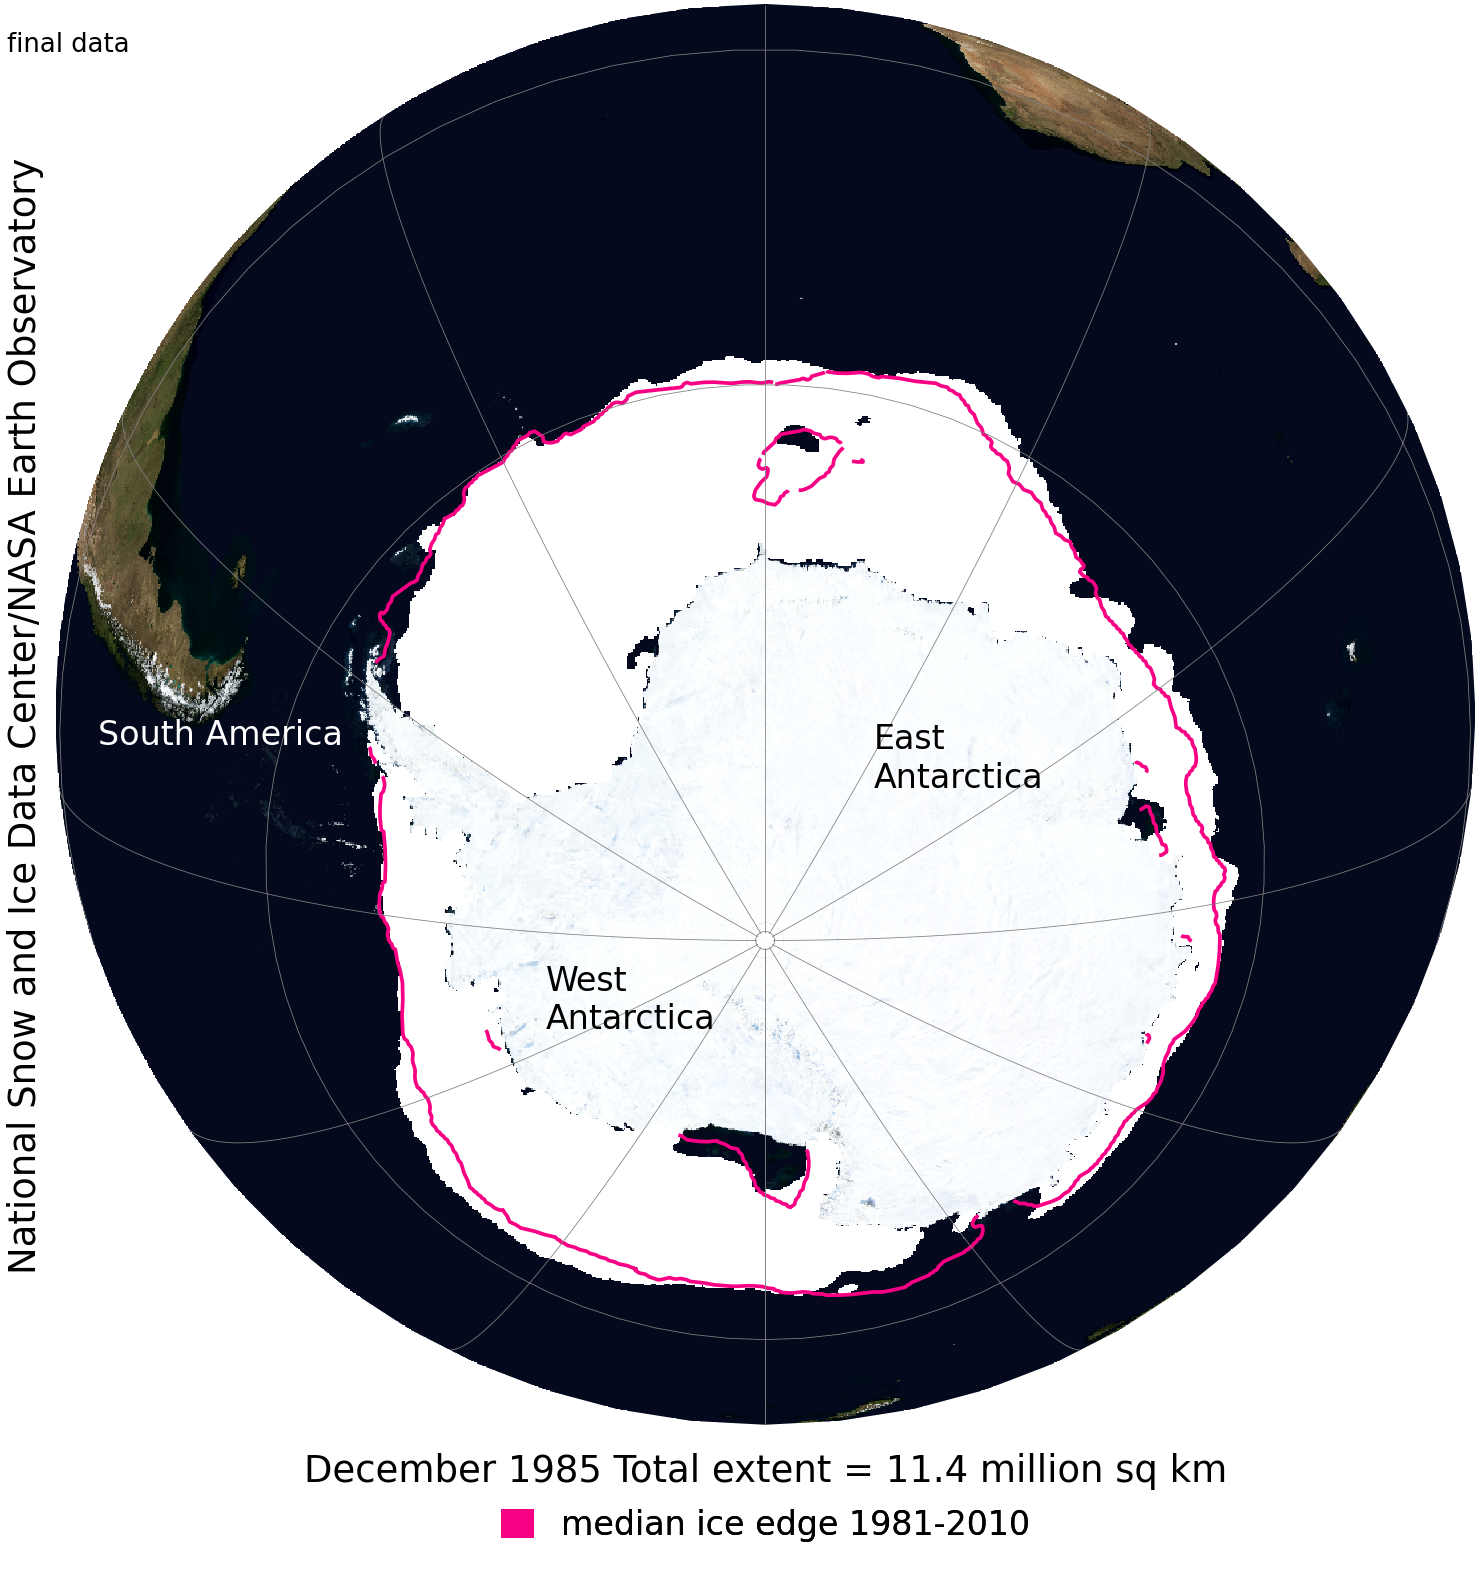 final data
National Snow and Ice Data Center/NASA Earth Observatory
South America
East
Antarctica
West
Antarctica
December 1985 Total extent = 11.4 million sq km
median ice edge 1981-2010